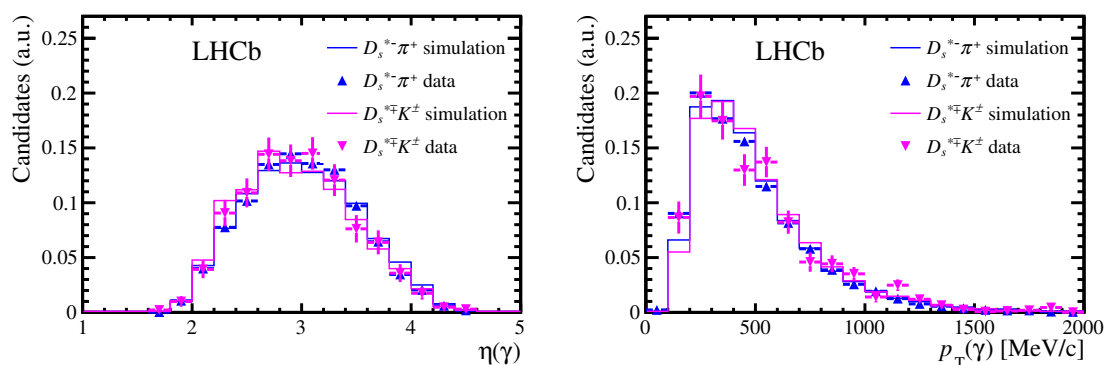 Candidates (a.u.)
0.25
0.2
0.15
0.1
0.05
0
LHCb
D_s^{*-}π^+ simulation
D_s^{*-}π^+ data
D_s^{*∓}K^± simulation
D_s^{*∓}K^± data
1 2 3 4 5
η(γ)
Candidates (a.u.)
0.25
0.2
0.15
0.1
0.05
0
LHCb
D_s^{*-}π^+ simulation
D_s^{*-}π^+ data
D_s^{*∓}K^± simulation
D_s^{*∓}K^± data
0 500 1000 1500 2000
p_T(γ) [MeV/c]